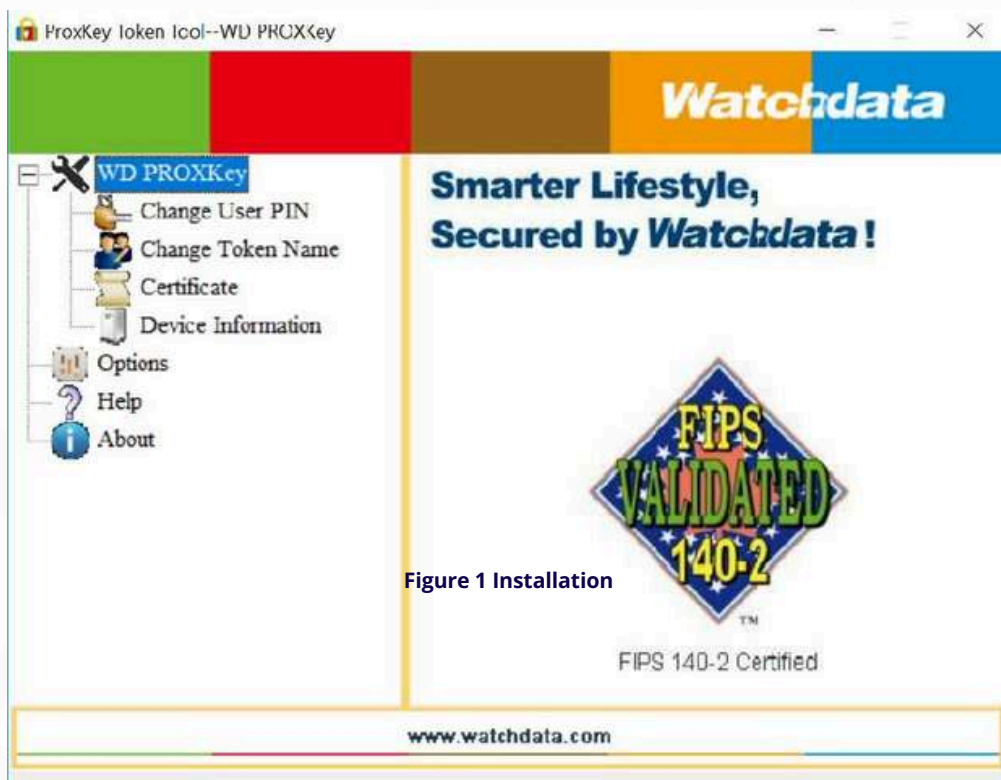 ProxKey Token Tool--WD PROXKey
Watchdata
WD PROXKey
Change User PIN
Change Token Name
Certificate
Device Information
Options
Help
About
Smarter Lifestyle,
Secured by Watchdata!
FIPS
VALIDATED
140-2
TM
FIPS 140-2 Certified
Figure 1 Installation
www.watchdata.com